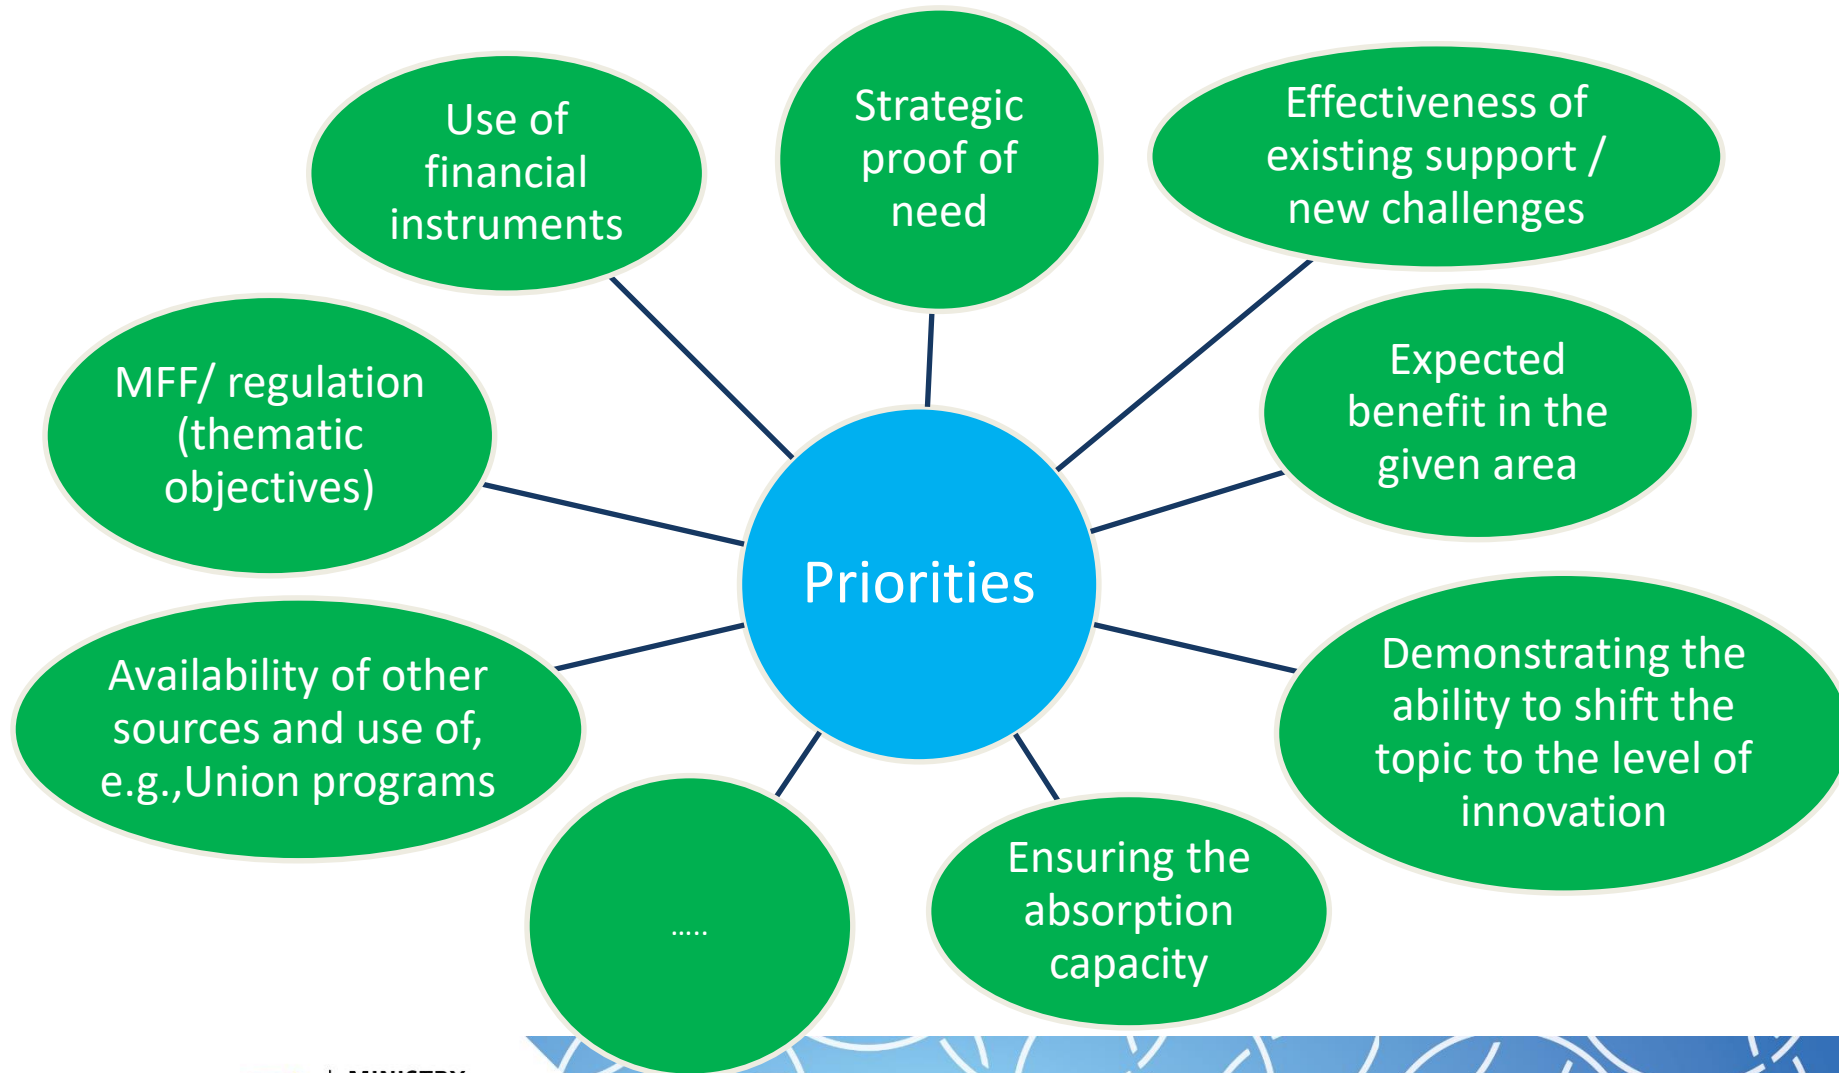 Strategic
proof of
need
Effectiveness of
existing support /
new challenges
Expected
benefit in the
given area
Demonstrating the
ability to shift the
topic to the level of
innovation
Ensuring the
absorption
capacity
.....
Availability of other
sources and use of,
e.g.,Union programs
MFF/ regulation
(thematic
objectives)
Use of
financial
instruments
Priorities
MINISTRY